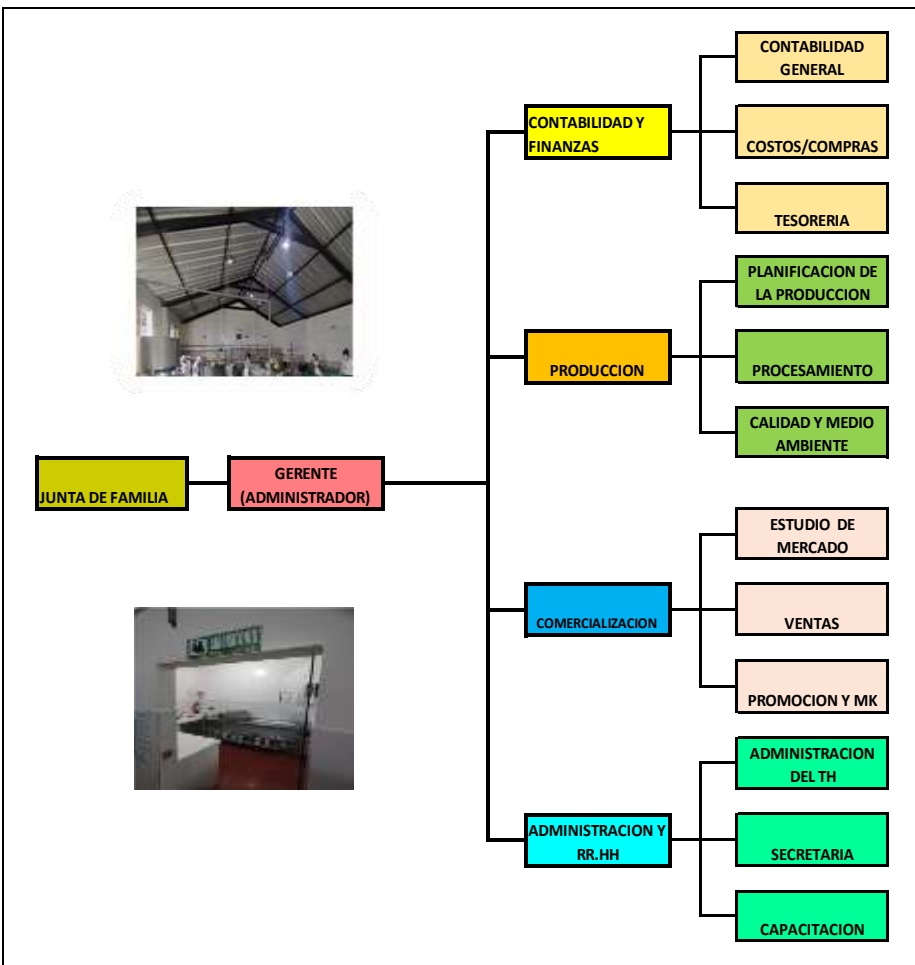 CONTABILIDAD
GENERAL
CONTABILIDAD Y
FINANZAS
COSTOS/COMPRAS
TESORERIA
PLANIFICACION DE
LA PRODUCCION
PRODUCCION
PROCESAMIENTO
CALIDAD Y MEDIO
AMBIENTE
JUNTA DE FAMILIA
GERENTE
(ADMINISTRADOR)
ESTUDIO DE
MERCADO
COMERCIALIZACION
VENTAS
PROMOCION Y MK
ADMINISTRACION
DEL TH
ADMINISTRACION Y
RR.HH
SECRETARIA
CAPACITACION